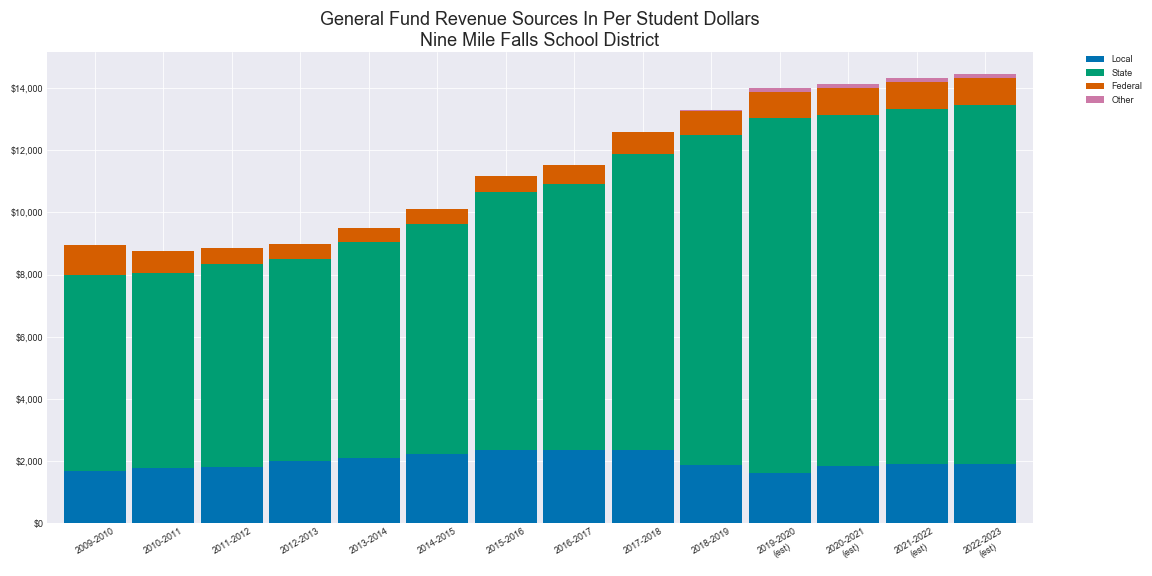 General Fund Revenue Sources In Per Student Dollars
Nine Mile Falls School District
Local
State
Federal
Other
$14,000
$12,000
$10,000
$8,000
$6,000
$4,000
$2,000
$0
2009-2010
2010-2011
2011-2012
2012-2013
2013-2014
2014-2015
2015-2016
2016-2017
2017-2018
2018-2019
2019-2020
(est)
2020-2021
(est)
2021-2022
(est)
2022-2023
(est)